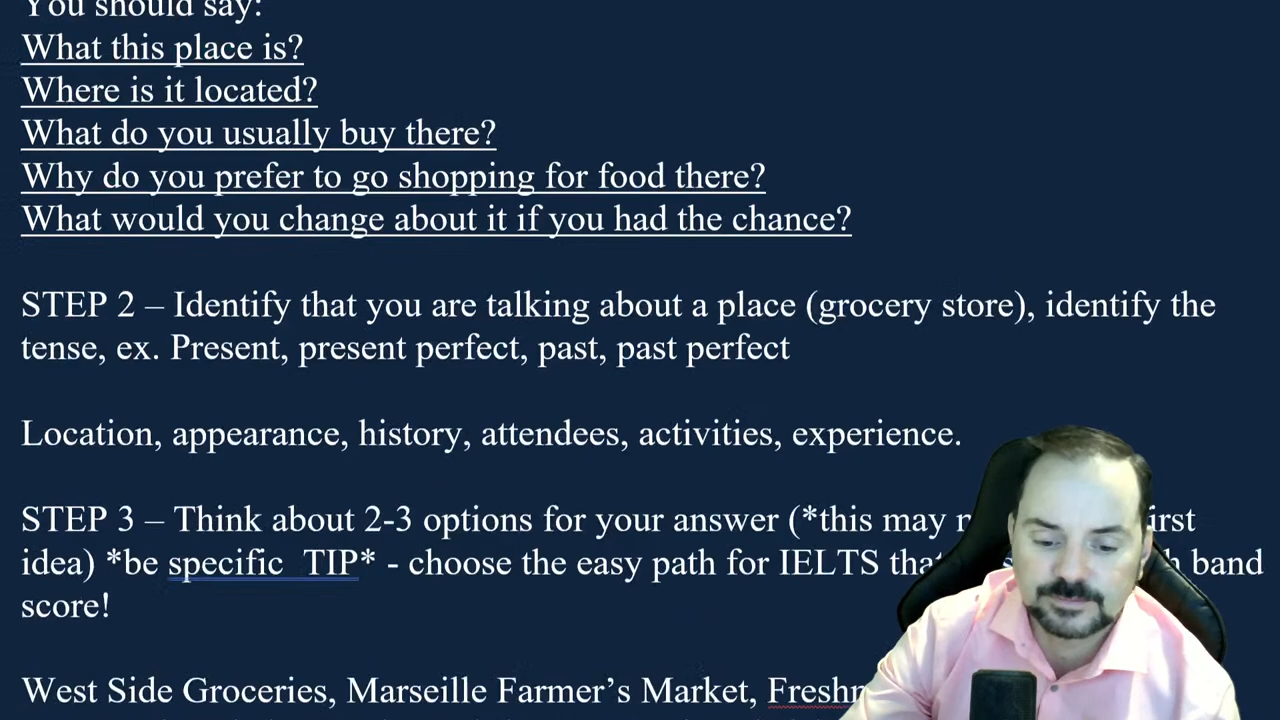 You should say:
What this place is?
Where is it located?
What do you usually buy there?
Why do you prefer to go shopping for food there?
What would you change about it if you had the chance?
STEP 2 – Identify that you are talking about a place (grocery store), identify the
tense, ex. Present, present perfect, past, past perfect
Location, appearance, history, attendees, activities, experience.
STEP 3 – Think about 2-3 options for your answer (*this may
idea) *be specific TIP* - choose the easy path for IELTS band
score!
West Side Groceries, Marseille Farmer’s Market,